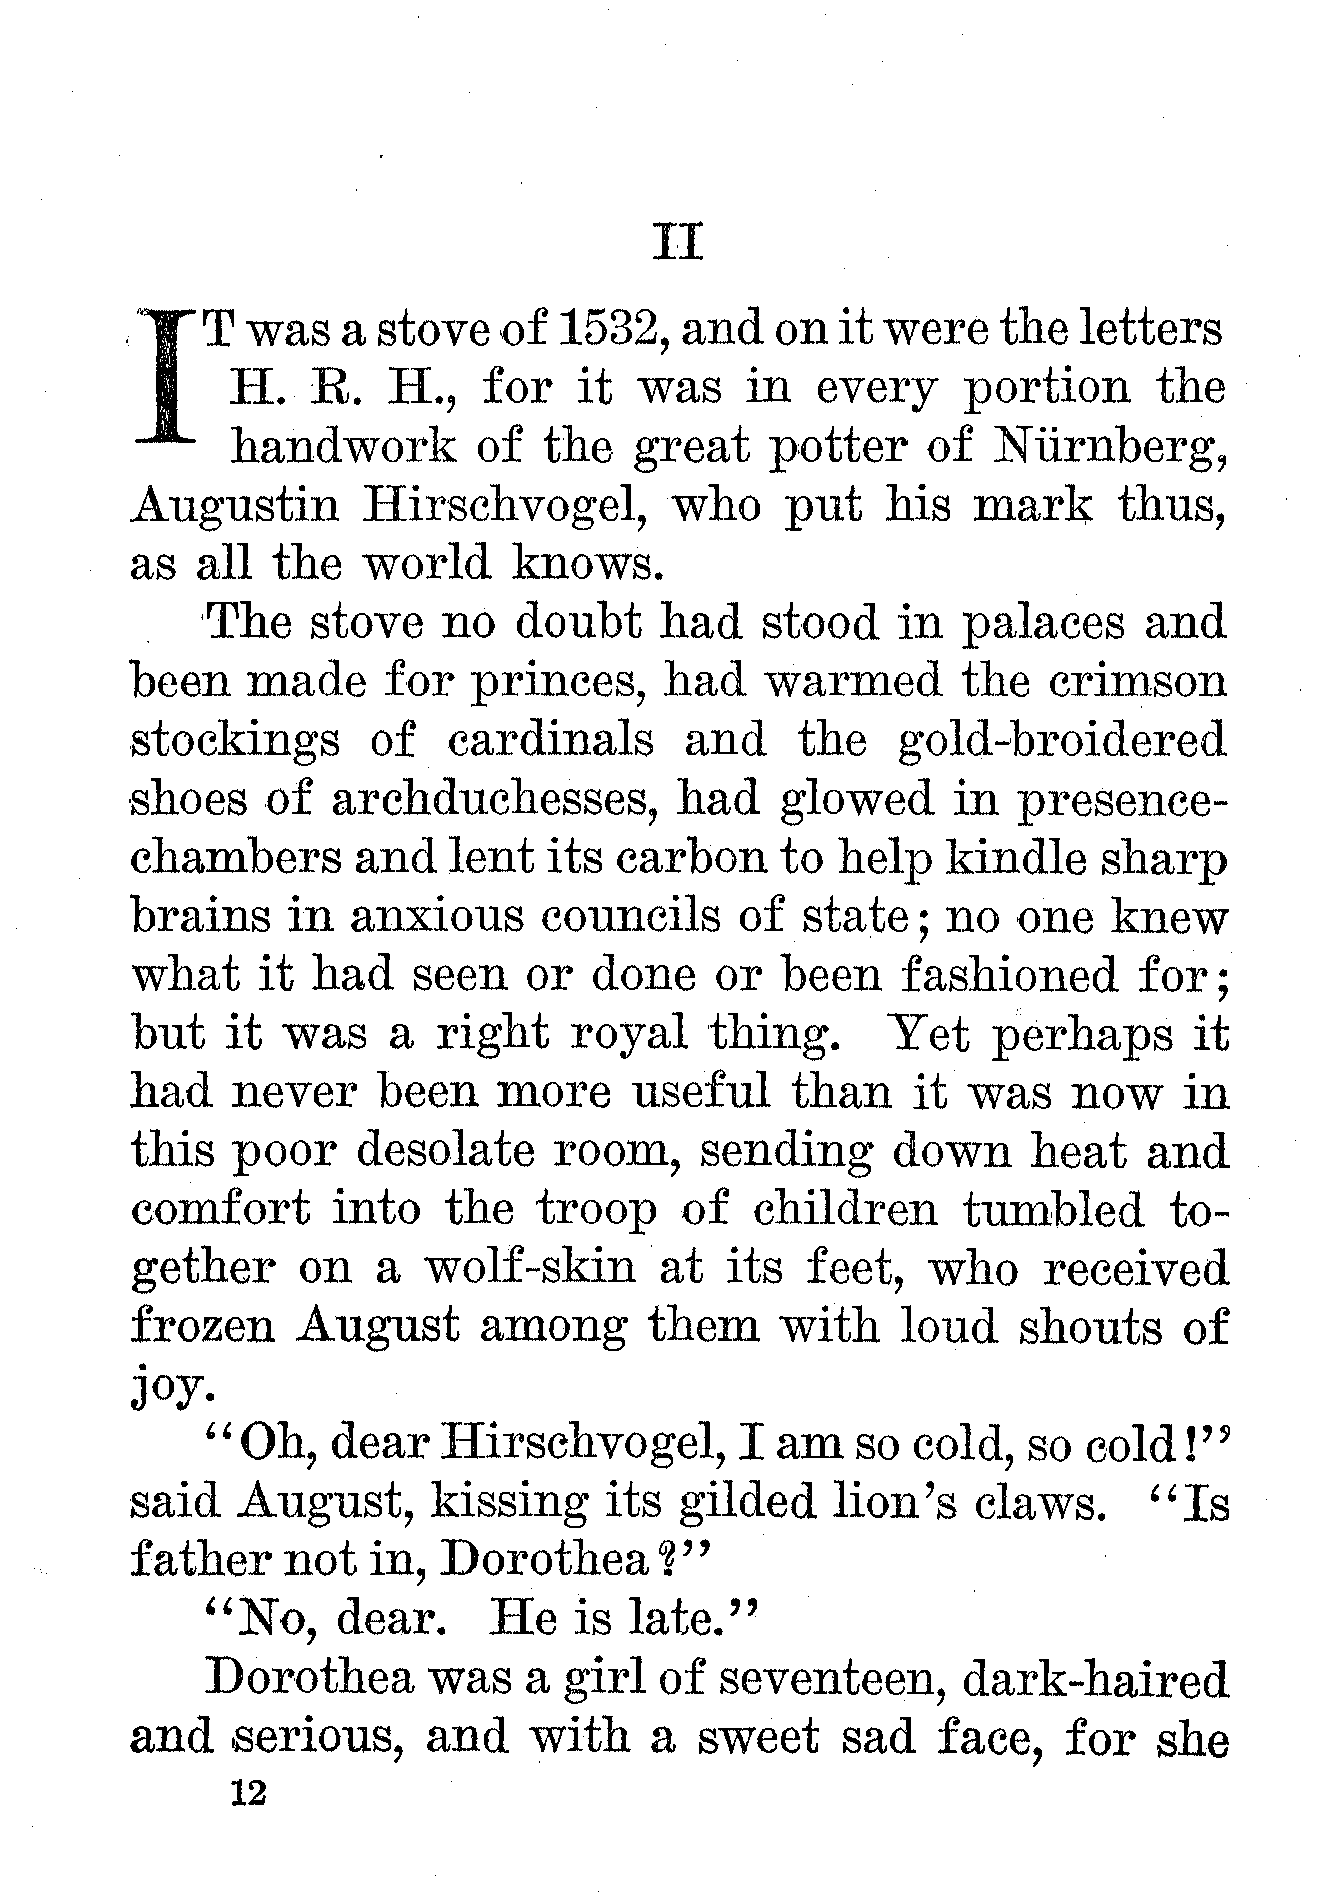 II
IT was a stove of 1532, and on it were the letters
H. R. H., for it was in every portion the
handwork of the great potter of Nürnberg,
Augustin Hirschvogel, who put his mark thus,
as all the world knows.
The stove no doubt had stood in palaces and
been made for princes, had warmed the crimson
stockings of cardinals and the gold-broidered
shoes of archduchesses, had glowed in presence-
chambers and lent its carbon to help kindle sharp
brains in anxious councils of state; no one knew
what it had seen or done or been fashioned for;
but it was a right royal thing. Yet perhaps it
had never been more useful than it was now in
this poor desolate room, sending down heat and
comfort into the troop of children tumbled to-
gether on a wolf-skin at its feet, who received
frozen August among them with loud shouts of
joy.
"Oh, dear Hirschvogel, I am so cold, so cold!"
said August, kissing its gilded lion's claws. "Is
father not in, Dorothea?"
"No, dear. He is late."
Dorothea was a girl of seventeen, dark-haired
and serious, and with a sweet sad face, for she
12